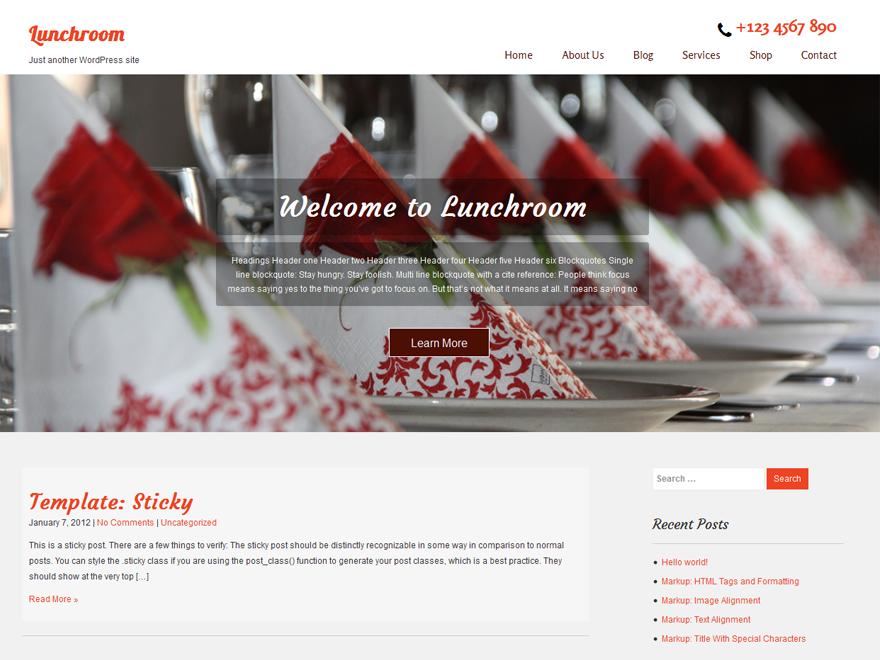 Lunchroom
Just another WordPress site
+123 4567 890
Home About Us Blog Services Shop Contact
Welcome to Lunchroom
Headings Header one Header two Header three Header four Header five Header six Blockquotes Single
line blockquote: Stay hungry. Stay foolish. Multi line blockquote with a cite reference: People think focus
means saying yes to the thing you've got to focus on. But that's not what it means at all. It means saying no
Learn More
Template: Sticky
January 7, 2012 | No Comments | Uncategorized
This is a sticky post. There are a few things to verify: The sticky post should be distinctly recognizable in some way in comparison to normal
posts. You can style the .sticky class if you are using the post_class() function to generate your post classes, which is a best practice. They
should show at the very top [...]
Read More »
Search ... Search
Recent Posts
Hello world!
Markup: HTML Tags and Formatting
Markup: Image Alignment
Markup: Text Alignment
Markup: Title With Special Characters